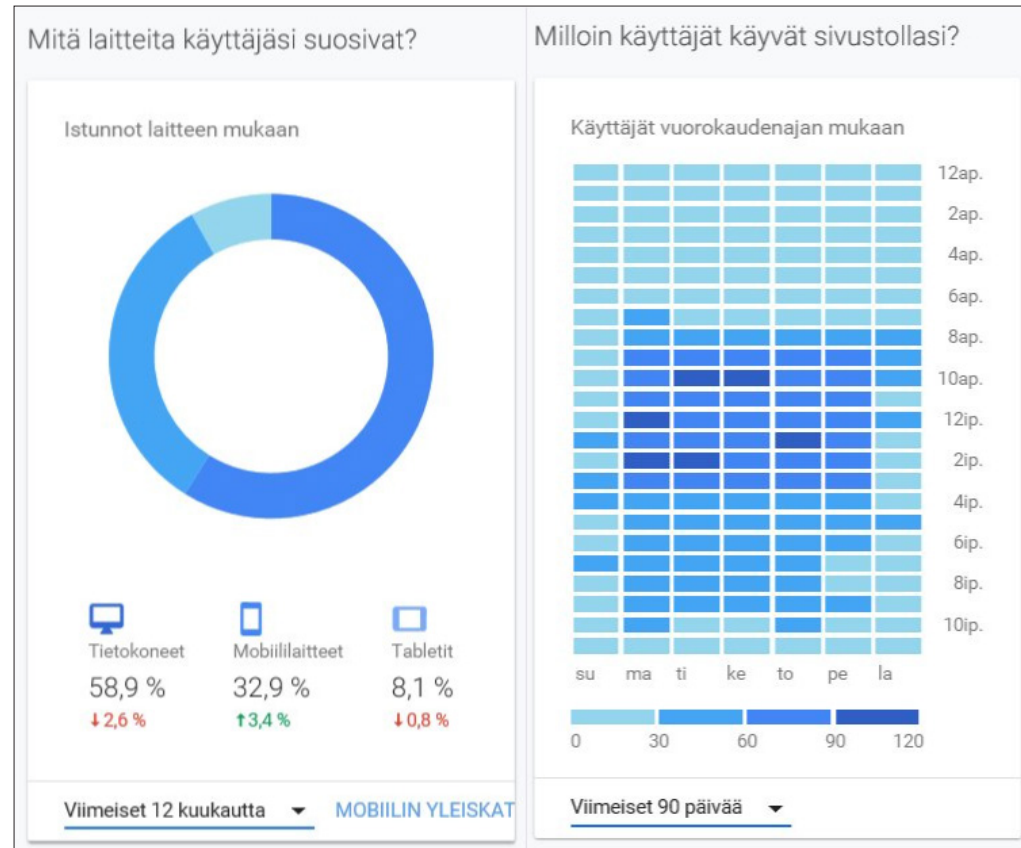 Mitä laitteita käyttäjäsi suosivat?
Istunnot laitteen mukaan
Tietokoneet
58,9 %
↓2,6 %
Mobiililaitteet
32,9 %
↑3,4 %
Tabletit
8,1 %
↓0,8 %
Viimeiset 12 kuukautta
MOBIILIN YLEISKAT
Milloin käyttäjät käyvät sivustollasi?
Käyttäjät vuorokaudenajan mukaan
12ap.
2ap.
4ap.
6ap.
8ap.
10ap.
12ip.
2ip.
4ip.
6ip.
8ip.
10ip.
su ma ti ke to pe la
0 30 60 90 120
Viimeiset 90 päivää